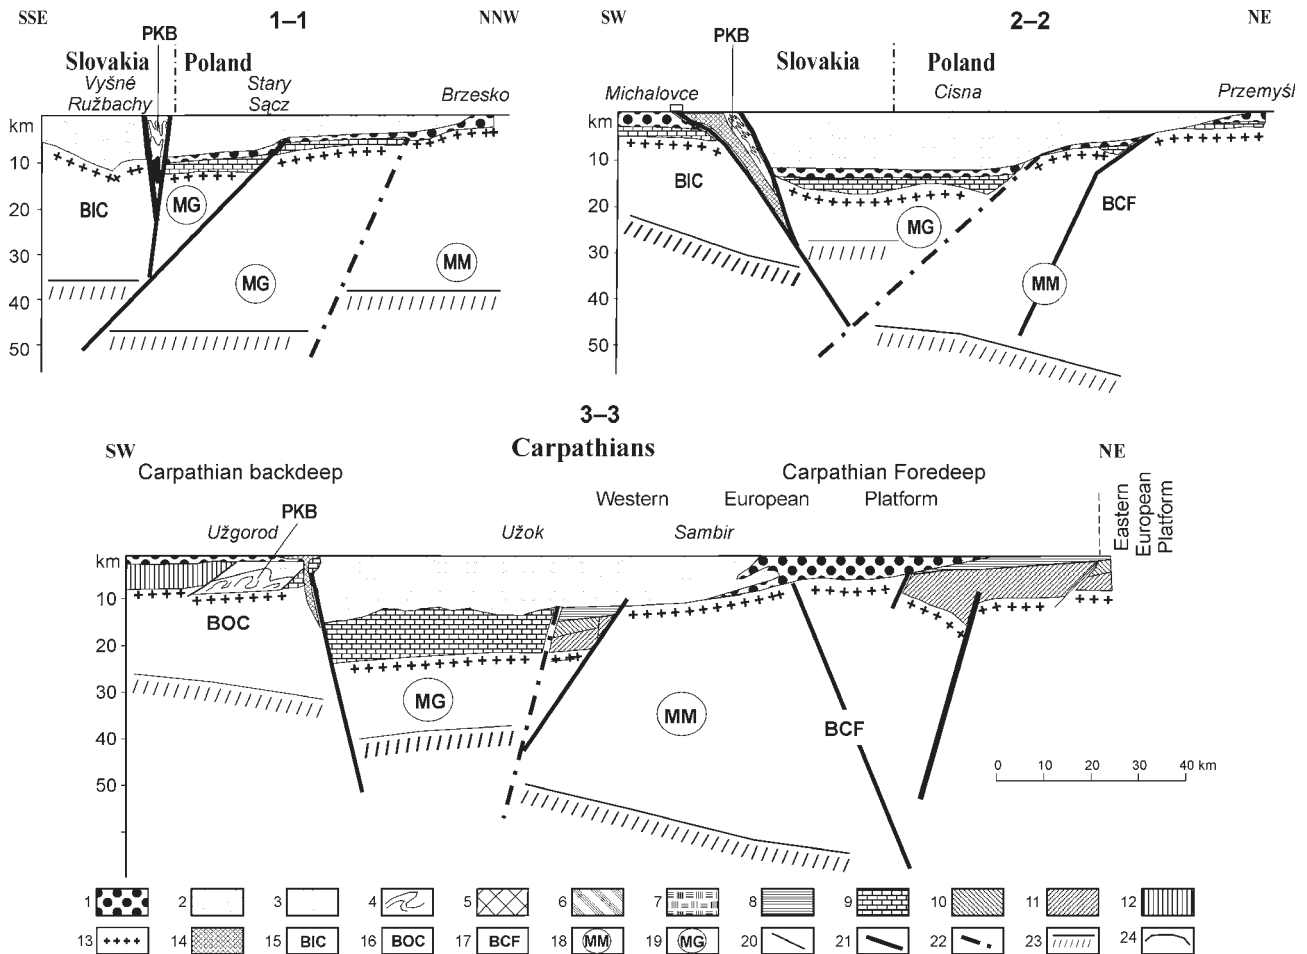 SSE 1–1 NNW
PKB
Slovakia Poland
Vyšné Stary
Ružbachy Sącz Brzesko
km
10
20
30
40
50
BIC
MG
MG
MM
SW 2–2 NE
PKB
Slovakia Poland
Michalovce Cisna Przemyśl
km
10
20
30
40
50
BIC
MG
BCF
MM
3–3
SW Carpathians NE
Carpathian backdeep Carpathian Foredeep
Western European Platform
Eastern
European
Platform
PKB
Užgorod Užok Sambir
km
10
20
30
40
50
BOC
MG
MM
BCF
0 10 20 30 40 km
1 2 3 4 5 6 7 8 9 10 11 12
13 14 15 BIC 16 BOC 17 BCF 18 MM 19 MG 20 21 22 23 24